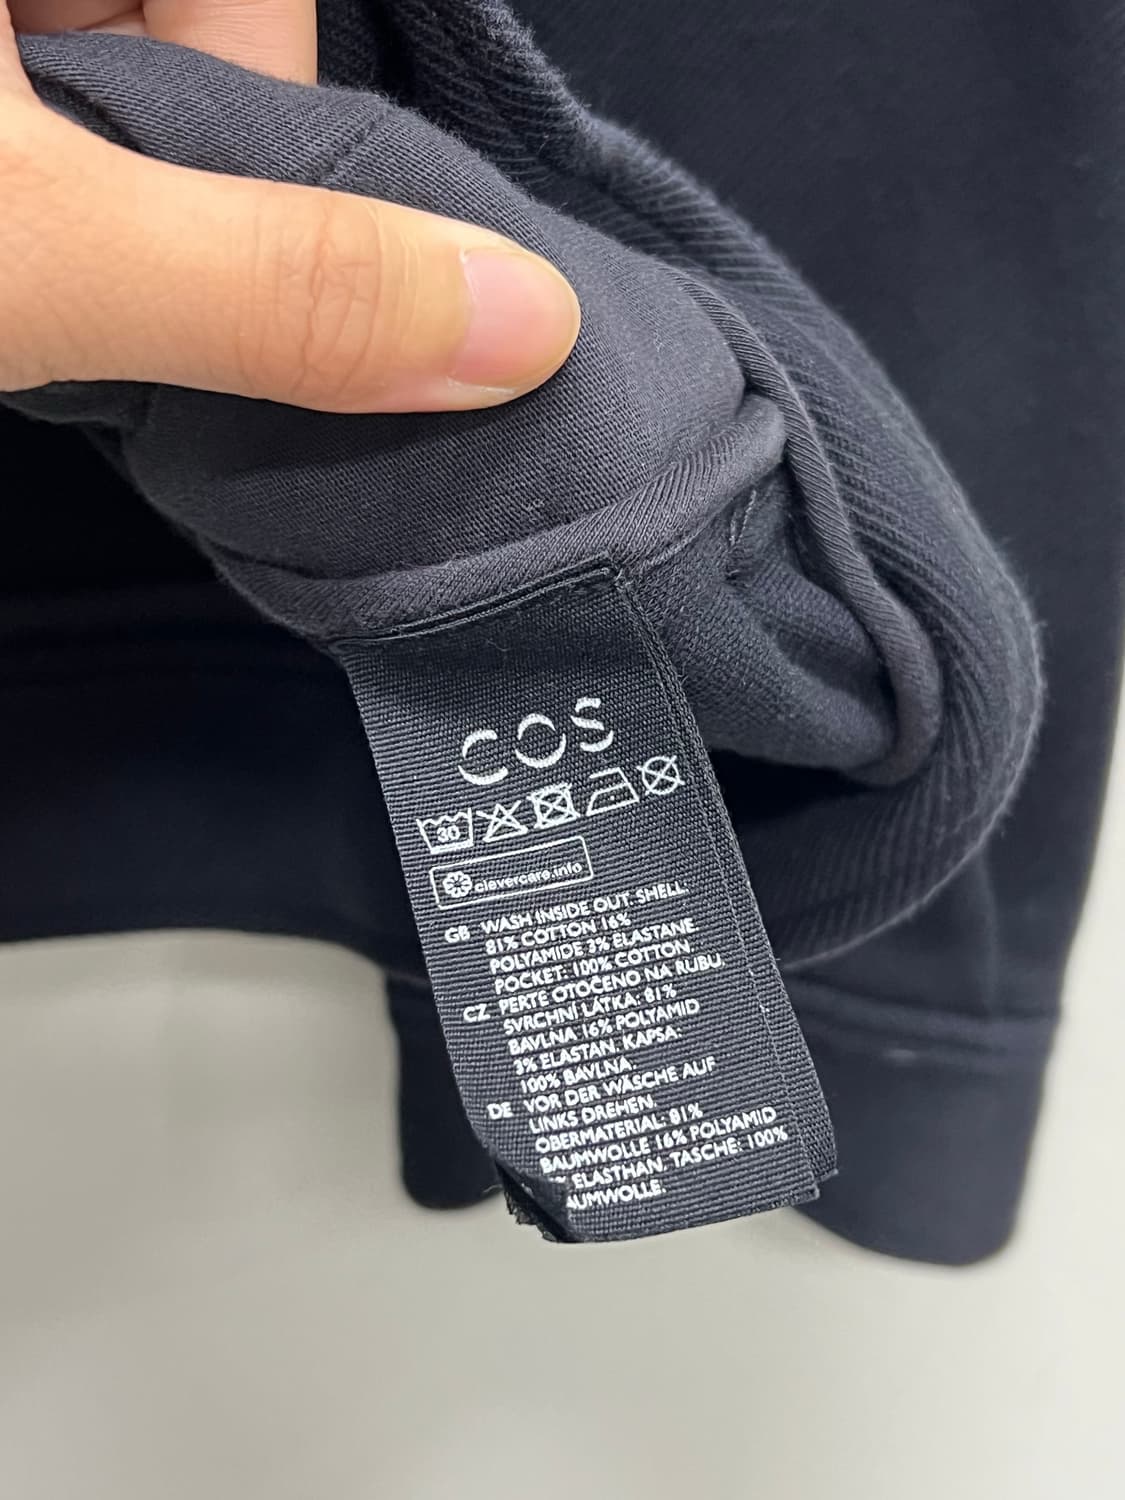 COS
30
clevercare.info
GB WASH INSIDE OUT. SHELL:
81% COTTON 16%
POLYAMIDE 3% ELASTANE.
POCKET: 100% COTTON.
CZ PERTE OTOČENO NA RUBU.
SVRCHNÍ LÁTKA: 81%
BAVLNA 16% POLYAMID
3% ELASTAN. KAPSA:
100% BAVLNA.
DE VOR DER WÄSCHE AUF
LINKS DREHEN.
OBERMATERIAL: 81%
BAUMWOLLE 16% POLYAMID
ELASTHAN. TASCHE: 100%
AUMWOLLE.